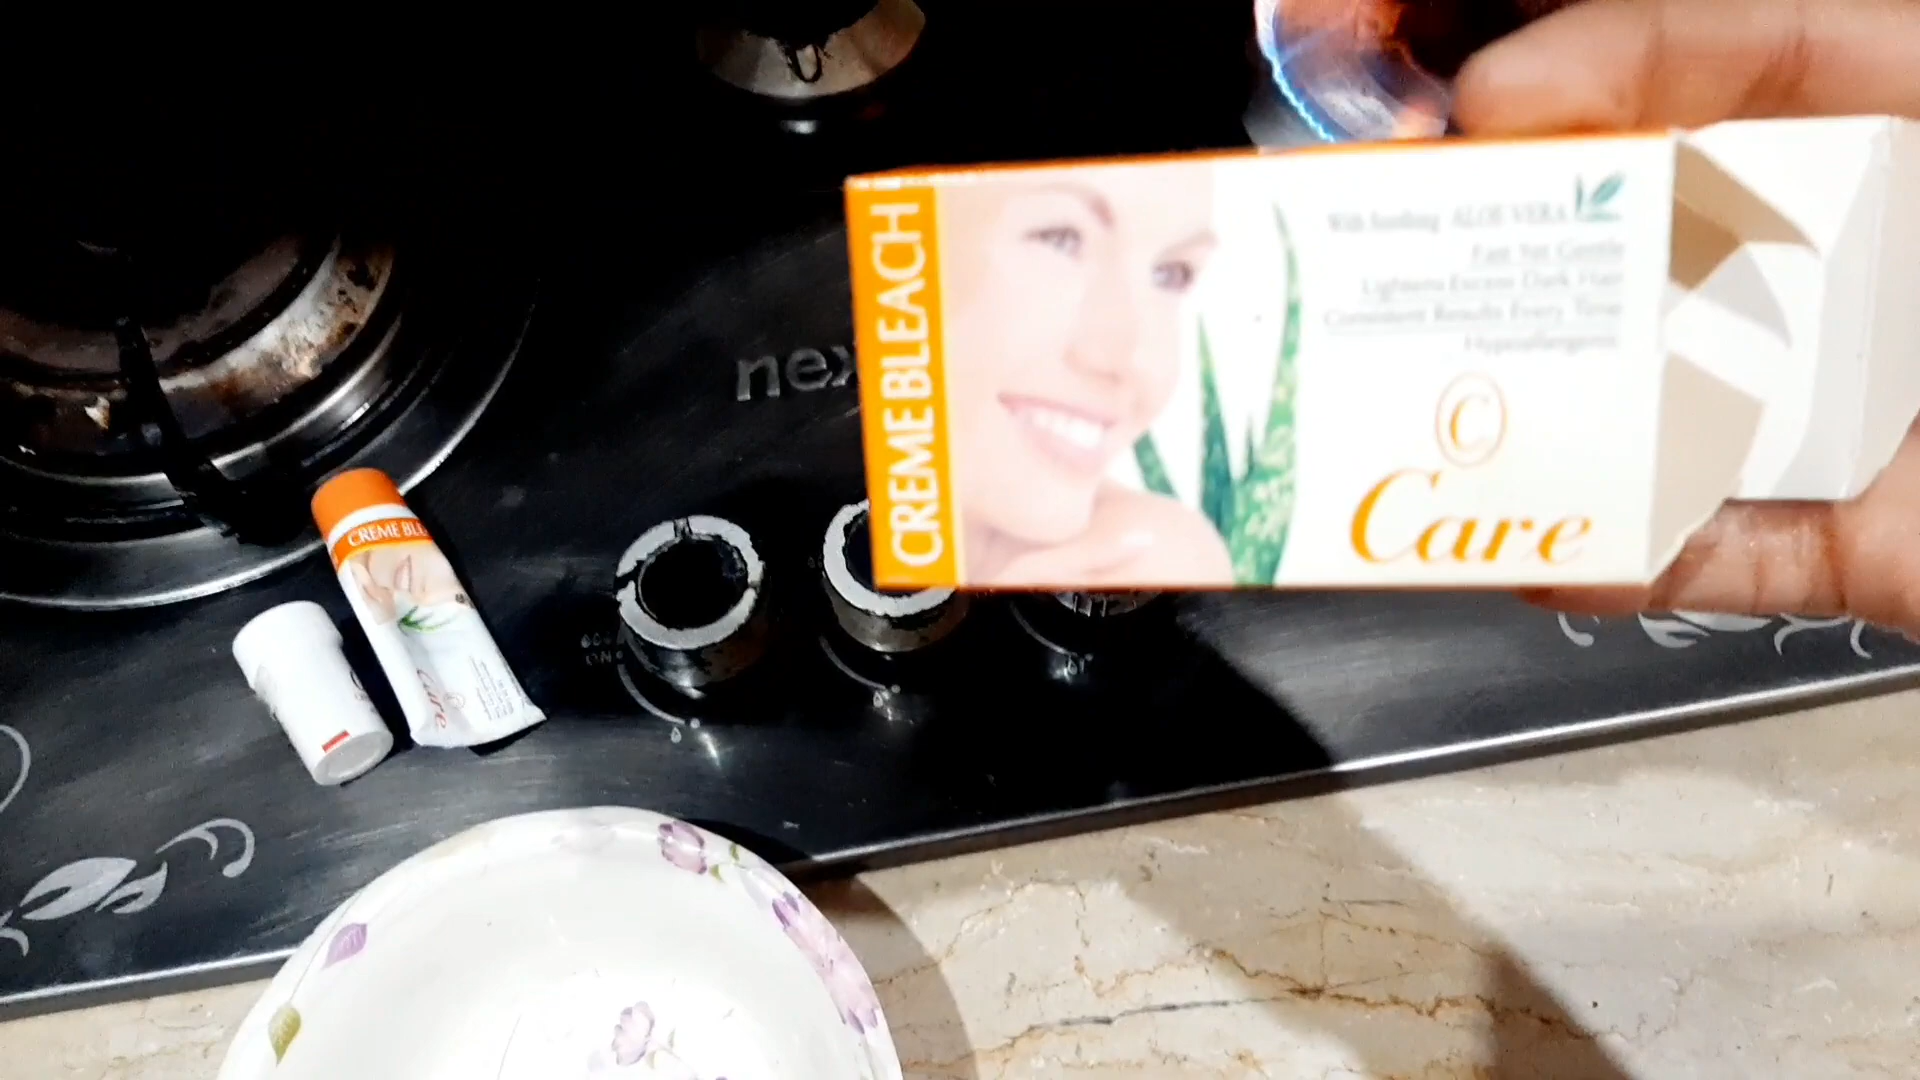 CREME BLEACH
With Soothing ALOE VERA
Fast Yet Gentle
Lightens Excess Dark Hair
Consistent Results Every Time
Hypoallergenic
C
Care
nex
CREME BLE
Care